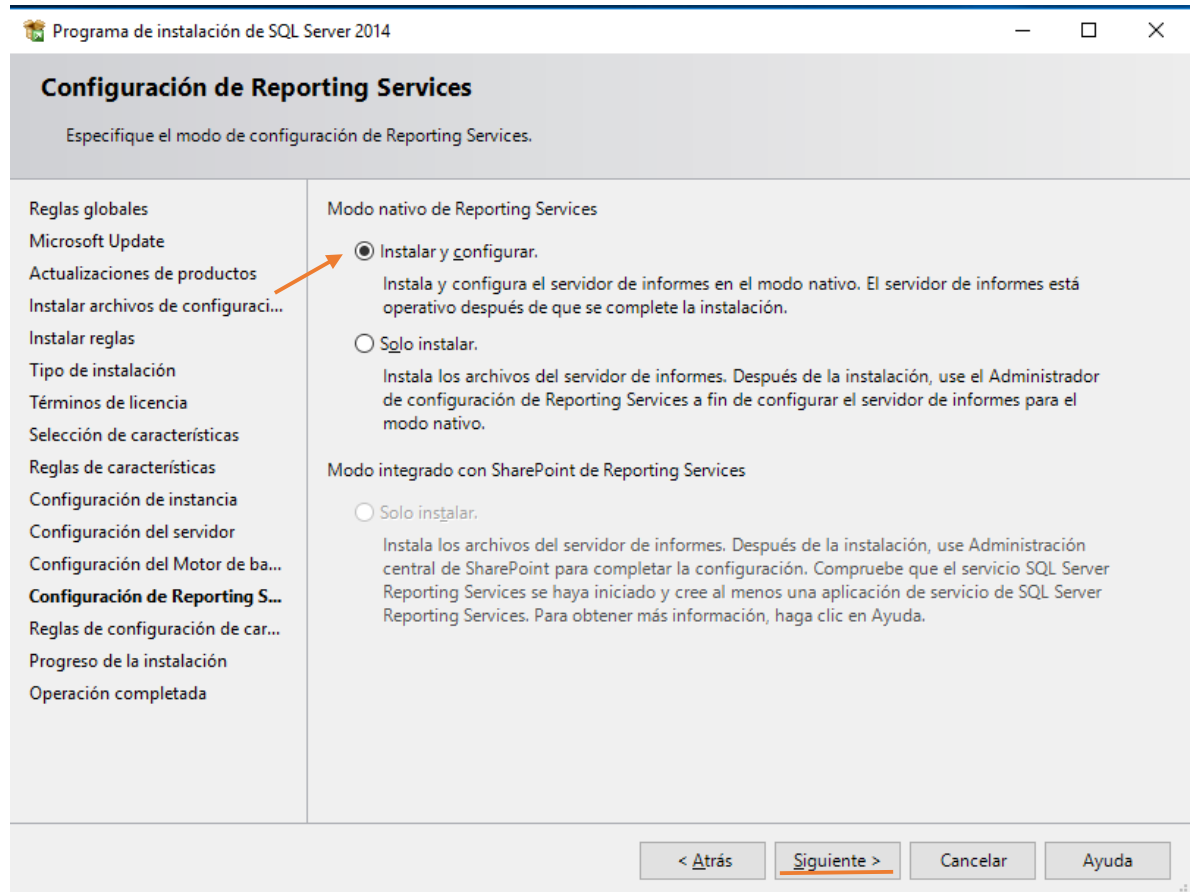 Programa de instalación de SQL Server 2014
Configuración de Reporting Services
Especifique el modo de configuración de Reporting Services.
Reglas globales
Microsoft Update
Actualizaciones de productos
Instalar archivos de configuraci...
Instalar reglas
Tipo de instalación
Términos de licencia
Selección de características
Reglas de características
Configuración de instancia
Configuración del servidor
Configuración del Motor de ba...
Configuración de Reporting S...
Reglas de configuración de car...
Progreso de la instalación
Operación completada
Modo nativo de Reporting Services
Instalar y configurar.
Instala y configura el servidor de informes en el modo nativo. El servidor de informes está
operativo después de que se complete la instalación.
Solo instalar.
Instala los archivos del servidor de informes. Después de la instalación, use el Administrador
de configuración de Reporting Services a fin de configurar el servidor de informes para el
modo nativo.
Modo integrado con SharePoint de Reporting Services
Solo instalar.
Instala los archivos del servidor de informes. Después de la instalación, use Administración
central de SharePoint para completar la configuración. Compruebe que el servicio SQL Server
Reporting Services se haya iniciado y cree al menos una aplicación de servicio de SQL Server
Reporting Services. Para obtener más información, haga clic en Ayuda.
< Atrás
Siguiente >
Cancelar
Ayuda